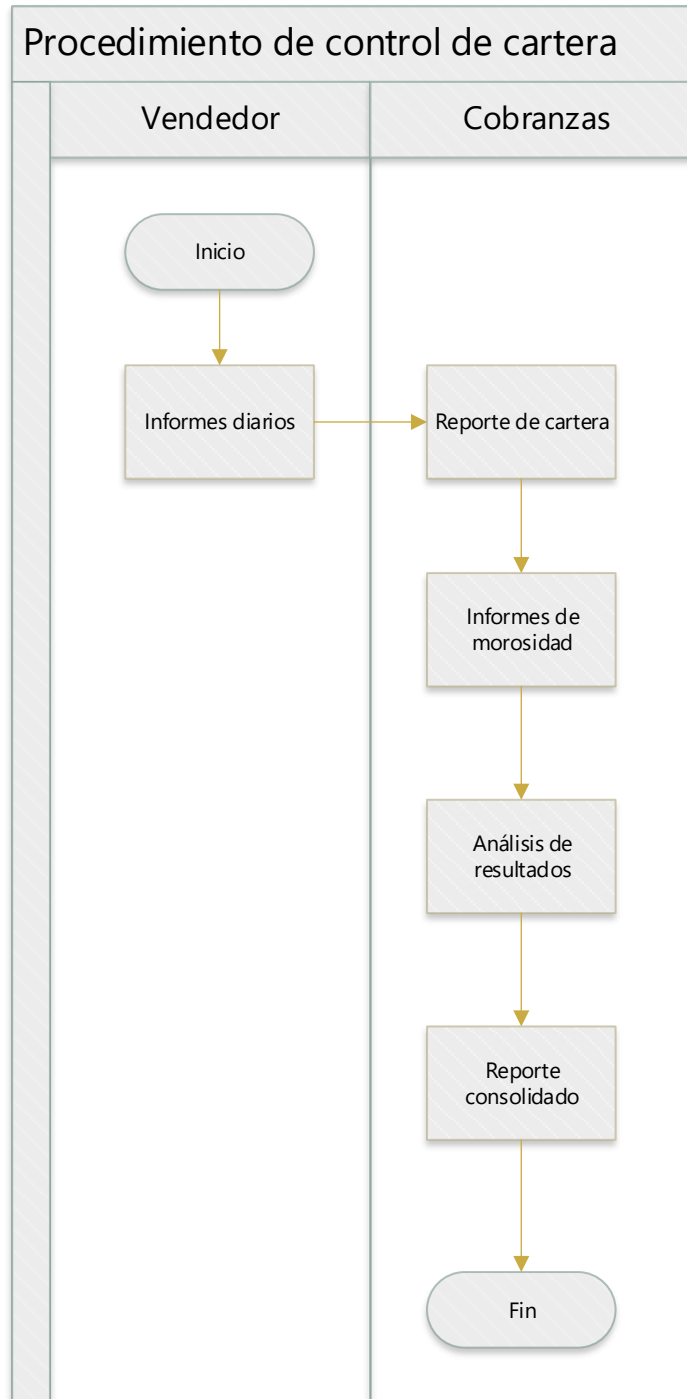 Procedimiento de control de cartera
Vendedor
Cobranzas
Inicio
Informes diarios
Reporte de cartera
Informes de
morosidad
Análisis de
resultados
Reporte
consolidado
Fin